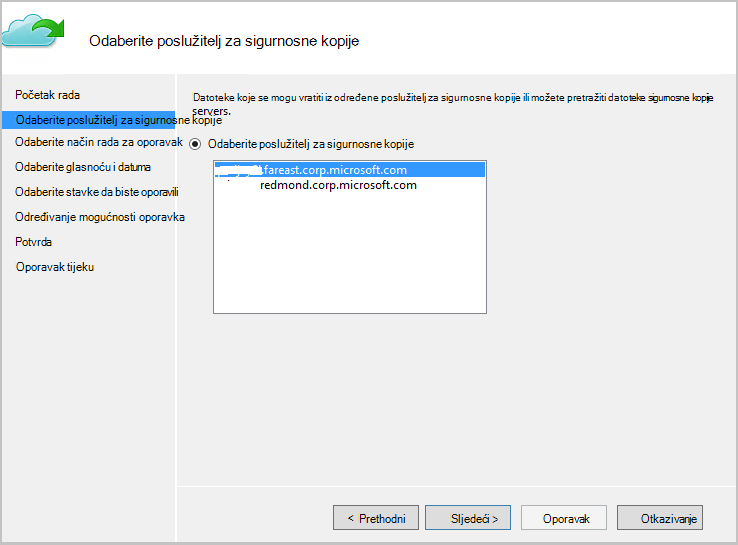 Odaberite poslužitelj za sigurnosne kopije
Početak rada
Odaberite poslužitelj za sigurnosne kopije
Odaberite način rada za oporavak
Odaberite glasnoću i datuma
Odaberite stavke da biste oporavili
Određivanje mogućnosti oporavka
Potvrda
Oporavak tijeku
Datoteke koje se mogu vratiti iz određene poslužitelj za sigurnosne kopije ili možete pretražiti datoteke sigurnosne kopije
servers.
Odaberite poslužitelj za sigurnosne kopije
.fareast.corp.microsoft.com
redmond.corp.microsoft.com
< Prethodni
Sljedeći >
Oporavak
Otkazivanje